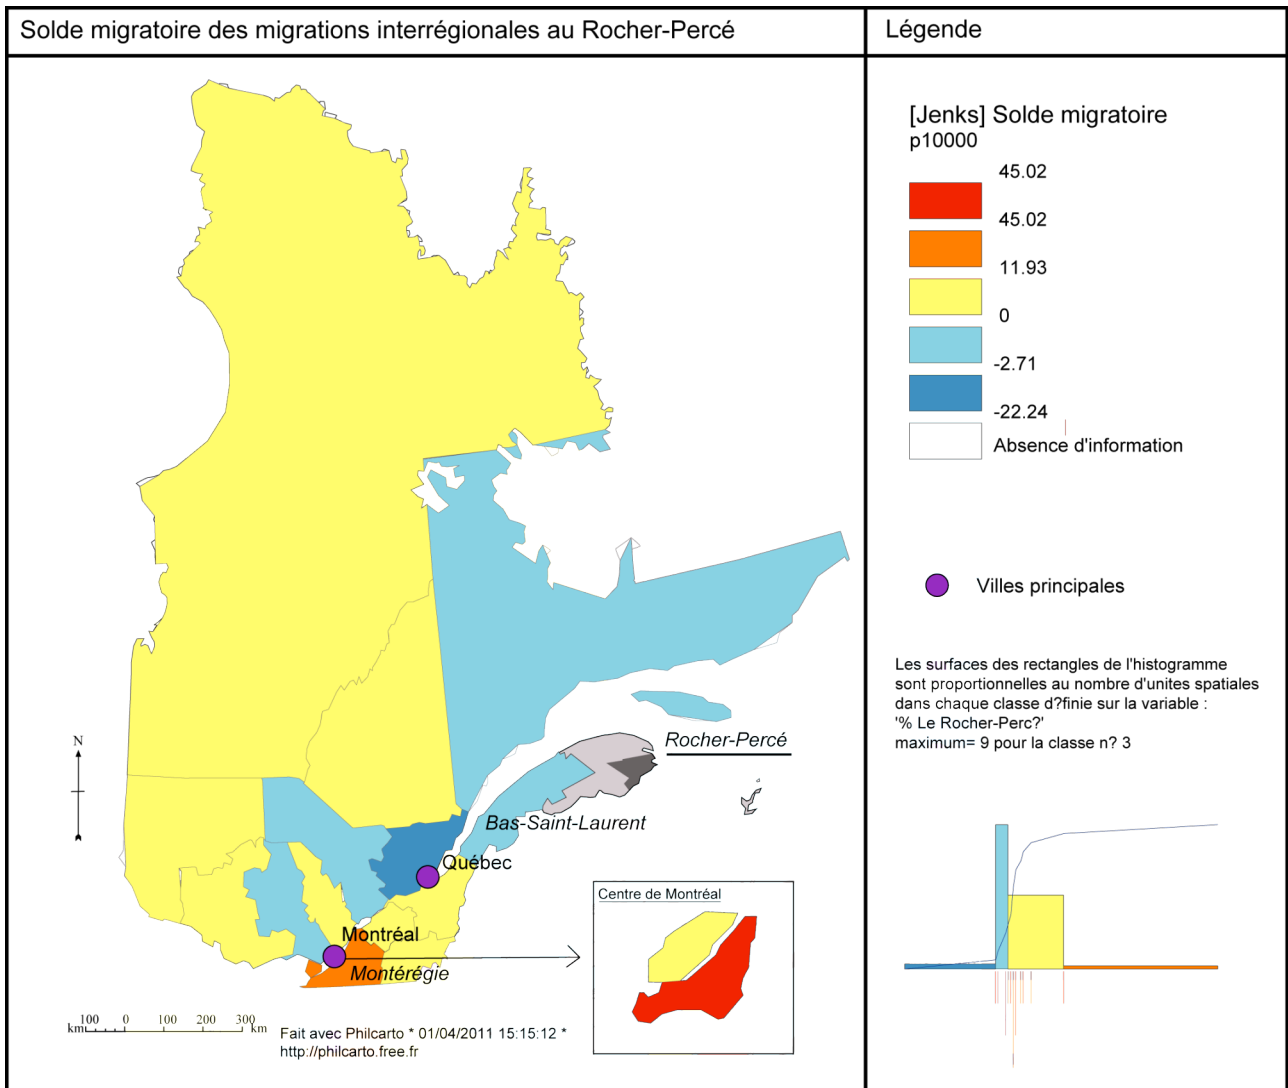 Solde migratoire des migrations interrégionales au Rocher-Percé
Légende
[Jenks] Solde migratoire
p10000
45.02
45.02
11.93
0
-2.71
-22.24
Absence d'information
Villes principales
Les surfaces des rectangles de l'histogramme
sont proportionnelles au nombre d'unites spatiales
dans chaque classe d?finie sur la variable :
'% Le Rocher-Perc?'
maximum= 9 pour la classe n? 3
N
Rocher-Percé
Bas-Saint-Laurent
Québec
Centre de Montréal
Montréal
Montérégie
km 100 0 100 200 300 km
Fait avec Philcarto * 01/04/2011 15:15:12 *
http://philcarto.free.fr